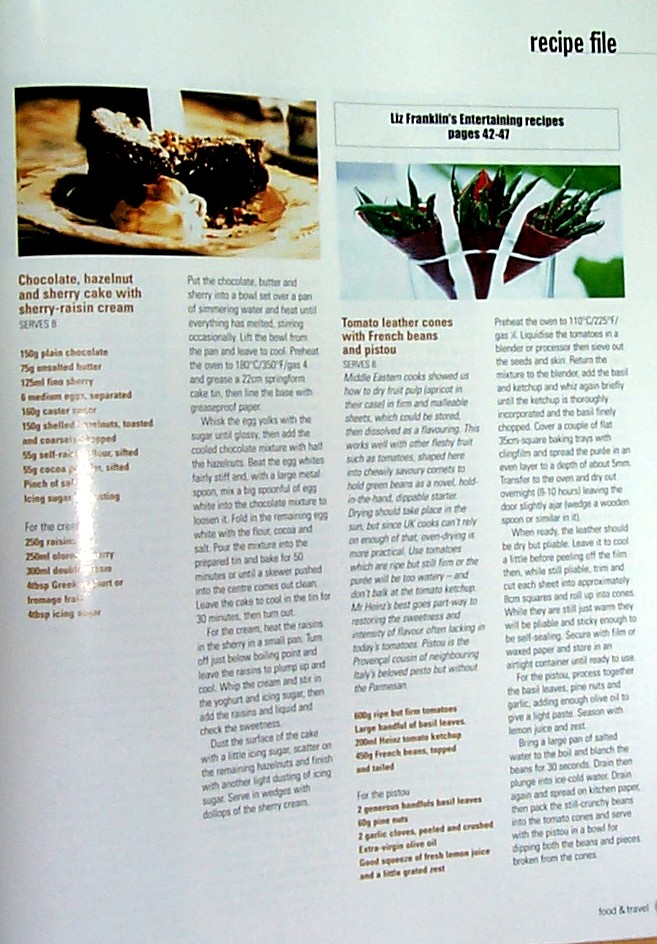 recipe file
Liz Franklin's Entertaining recipes
pages 42-47
Chocolate, hazelnut
and sherry cake with
sherry-raisin cream
SERVES 8
150g plain chocolate
75g unsalted butter
125ml fino sherry
6 medium eggs, separated
160g caster
150g shelled toasted
and coarsely
55g self- sifted
55g cocoa sifted
Pinch of
Icing sugar
For the
250g raisins
250ml
300ml
4tbsp Greek or
fromage
4tbsp icing sugar
Put the chocolate, butter and
sherry into a bowl set over a pan
of simmering water and heat until
everything has melted, stirring
occasionally. Lift the bowl from
the pan and leave to cool. Preheat
the oven to 180°C/350°F/gas 4
and grease a 22cm springform
cake tin, then line the base with
greaseproof paper.
Whisk the egg yolks with the
sugar until glossy, then add the
cooled chocolate mixture with half
the hazelnuts. Beat the egg whites
fairly stiff and, with a large metal
spoon, mix a big spoonful of egg
white into the chocolate mixture to
loosen it. Fold in the remaining egg
white with the flour, cocoa and
salt. Pour the mixture into the
prepared tin and bake for 50
minutes or until a skewer pushed
into the centre comes out clean.
Leave the cake to cool in the tin for
30 minutes, then turn out.
For the cream, heat the raisins
in the sherry in a small pan. Turn
off just below boiling point and
leave the raisins to plump up and
cool. Whip the cream and stir in
the yoghurt and icing sugar, then
add the raisins and liquid and
check the sweetness.
Dust the surface of the cake
with a little icing sugar, scatter on
the remaining hazelnuts and finish
with another light dusting of icing
sugar. Serve in wedges with
dollops of the sherry cream.
Tomato leather cones
with French beans
and pistou
SERVES 8
Middle Eastern cooks showed us
how to dry fruit pulp (apricot in
their case) in firm and malleable
sheets, which could be stored,
then dissolved as a flavouring. This
works well with other fleshy fruit
such as tomatoes, shaped here
into chewily savoury cornets to
hold green beans as a novel, hold-
in-the-hand, dippable starter.
Drying should take place in the
sun, but since UK cooks can't rely
on enough of that, oven-drying is
more practical. Use tomatoes
which are ripe but still firm or the
purée will be too watery – and
don't balk at the tomato ketchup.
Mr Heinz's best goes part-way to
restoring the sweetness and
intensity of flavour often lacking in
today's tomatoes. Pistou is the
Provençal cousin of neighbouring
Italy's beloved pesto but without
the Parmesan.
600g ripe but firm tomatoes
Large handful of basil leaves.
200ml Heinz tomato ketchup
450g French beans, topped
and tailed
For the pistou
2 generous handfuls basil leaves
60g pine nuts
2 garlic cloves, peeled and crushed
Extra-virgin olive oil
Good squeeze of fresh lemon juice
and a little grated zest
Preheat the oven to 110°C/225°F/
gas ¼. Liquidise the tomatoes in a
blender or processor then sieve out
the seeds and skin. Return the
mixture to the blender, add the basil
and ketchup and whiz again briefly
until the ketchup is thoroughly
incorporated and the basil finely
chopped. Cover a couple of flat
35cm-square baking trays with
clingfilm and spread the purée in an
even layer to a depth of about 5mm.
Transfer to the oven and dry out
overnight (8-10 hours) leaving the
door slightly ajar (wedge a wooden
spoon or similar in it).
When ready, the leather should
be dry but pliable. Leave it to cool
a little before peeling off the film
then, while still pliable, trim and
cut each sheet into approximately
8cm squares and roll up into cones.
While they are still just warm they
will be pliable and sticky enough to
be self-sealing. Secure with film or
waxed paper and store in an
airtight container until ready to use.
For the pistou, process together
the basil leaves, pine nuts and
garlic, adding enough olive oil to
give a light paste. Season with
lemon juice and zest.
Bring a large pan of salted
water to the boil and blanch the
beans for 30 seconds. Drain then
plunge into ice-cold water. Drain
again and spread on kitchen paper,
then pack the still-crunchy beans
into the tomato cones and serve
with the pistou in a bowl for
dipping both the beans and pieces
broken from the cones.
food & travel